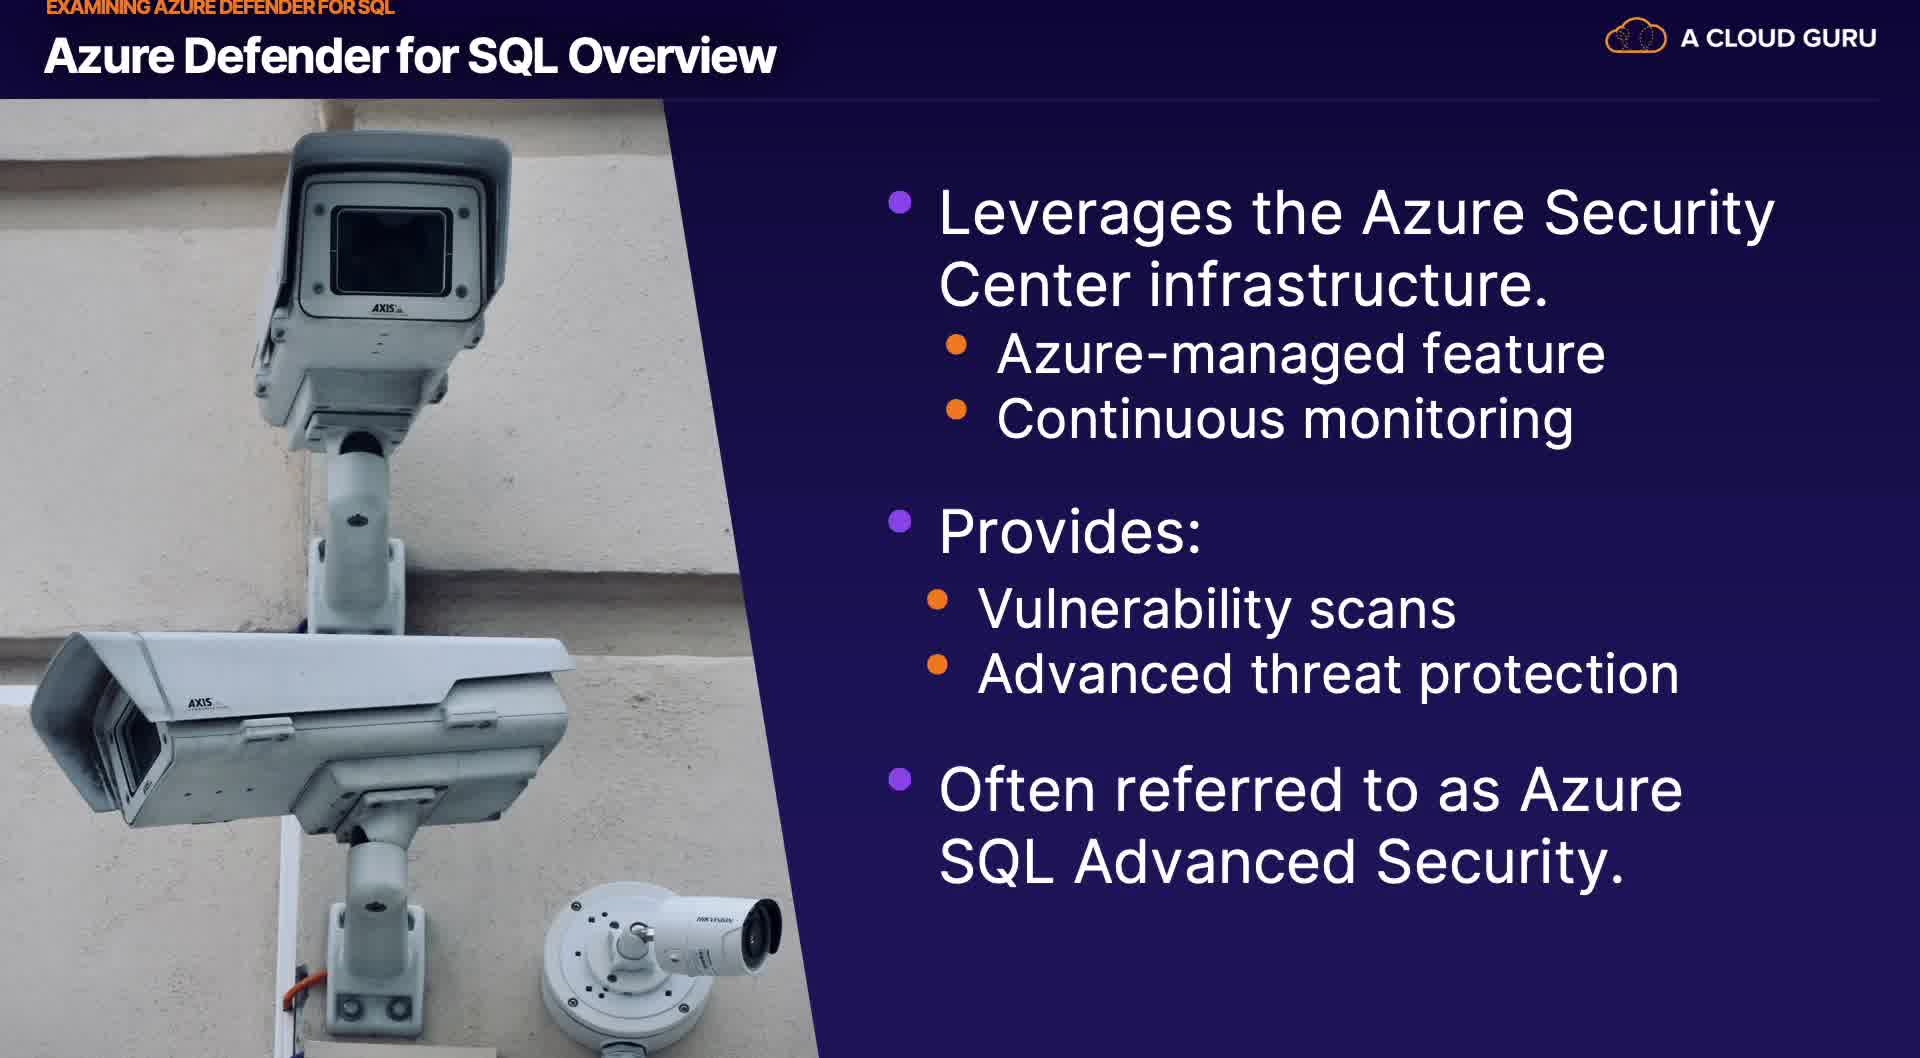 EXAMINING AZURE DEFENDER FOR SQL
Azure Defender for SQL Overview
A CLOUD GURU
Leverages the Azure Security
Center infrastructure.
Azure-managed feature
Continuous monitoring
Provides:
Vulnerability scans
Advanced threat protection
Often referred to as Azure
SQL Advanced Security.
AXIS
AXIS
HIKVISION